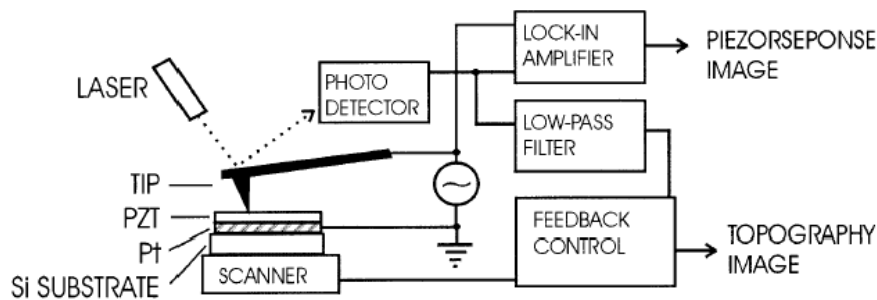 LASER
PHOTO
DETECTOR
LOCK-IN
AMPLIFIER
PIEZORSEPONSE
IMAGE
LOW-PASS
FILTER
TIP
PZT
Pt
Si SUBSTRATE
SCANNER
FEEDBACK
CONTROL
TOPOGRAPHY
IMAGE